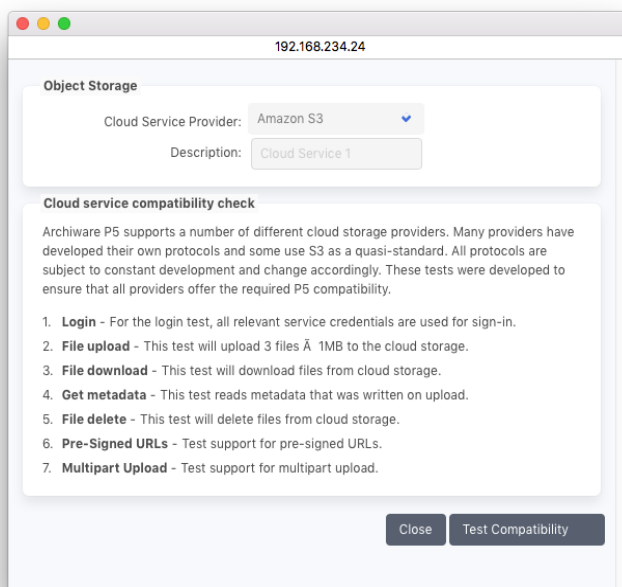 192.168.234.24
Object Storage
Cloud Service Provider: Amazon S3
Description: Cloud Service 1
Cloud service compatibility check
Archiware P5 supports a number of different cloud storage providers. Many providers have
developed their own protocols and some use S3 as a quasi-standard. All protocols are
subject to constant development and change accordingly. These tests were developed to
ensure that all providers offer the required P5 compatibility.
1. Login - For the login test, all relevant service credentials are used for sign-in.
2. File upload - This test will upload 3 files Ã 1MB to the cloud storage.
3. File download - This test will download files from cloud storage.
4. Get metadata - This test reads metadata that was written on upload.
5. File delete - This test will delete files from cloud storage.
6. Pre-Signed URLs - Test support for pre-signed URLs.
7. Multipart Upload - Test support for multipart upload.
Close Test Compatibility